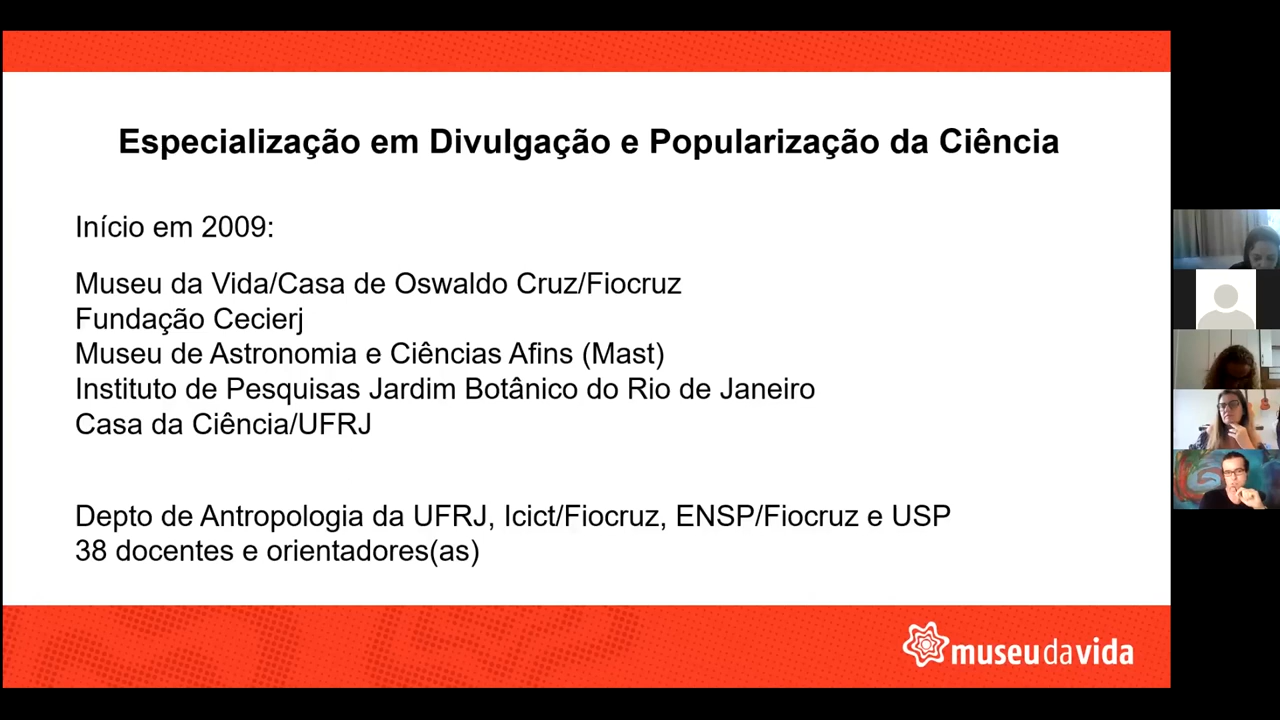 Especialização em Divulgação e Popularização da Ciência
Início em 2009:
Museu da Vida/Casa de Oswaldo Cruz/Fiocruz
Fundação Cecierj
Museu de Astronomia e Ciências Afins (Mast)
Instituto de Pesquisas Jardim Botânico do Rio de Janeiro
Casa da Ciência/UFRJ
Depto de Antropologia da UFRJ, Icict/Fiocruz, ENSP/Fiocruz e USP
38 docentes e orientadores(as)
museudavida